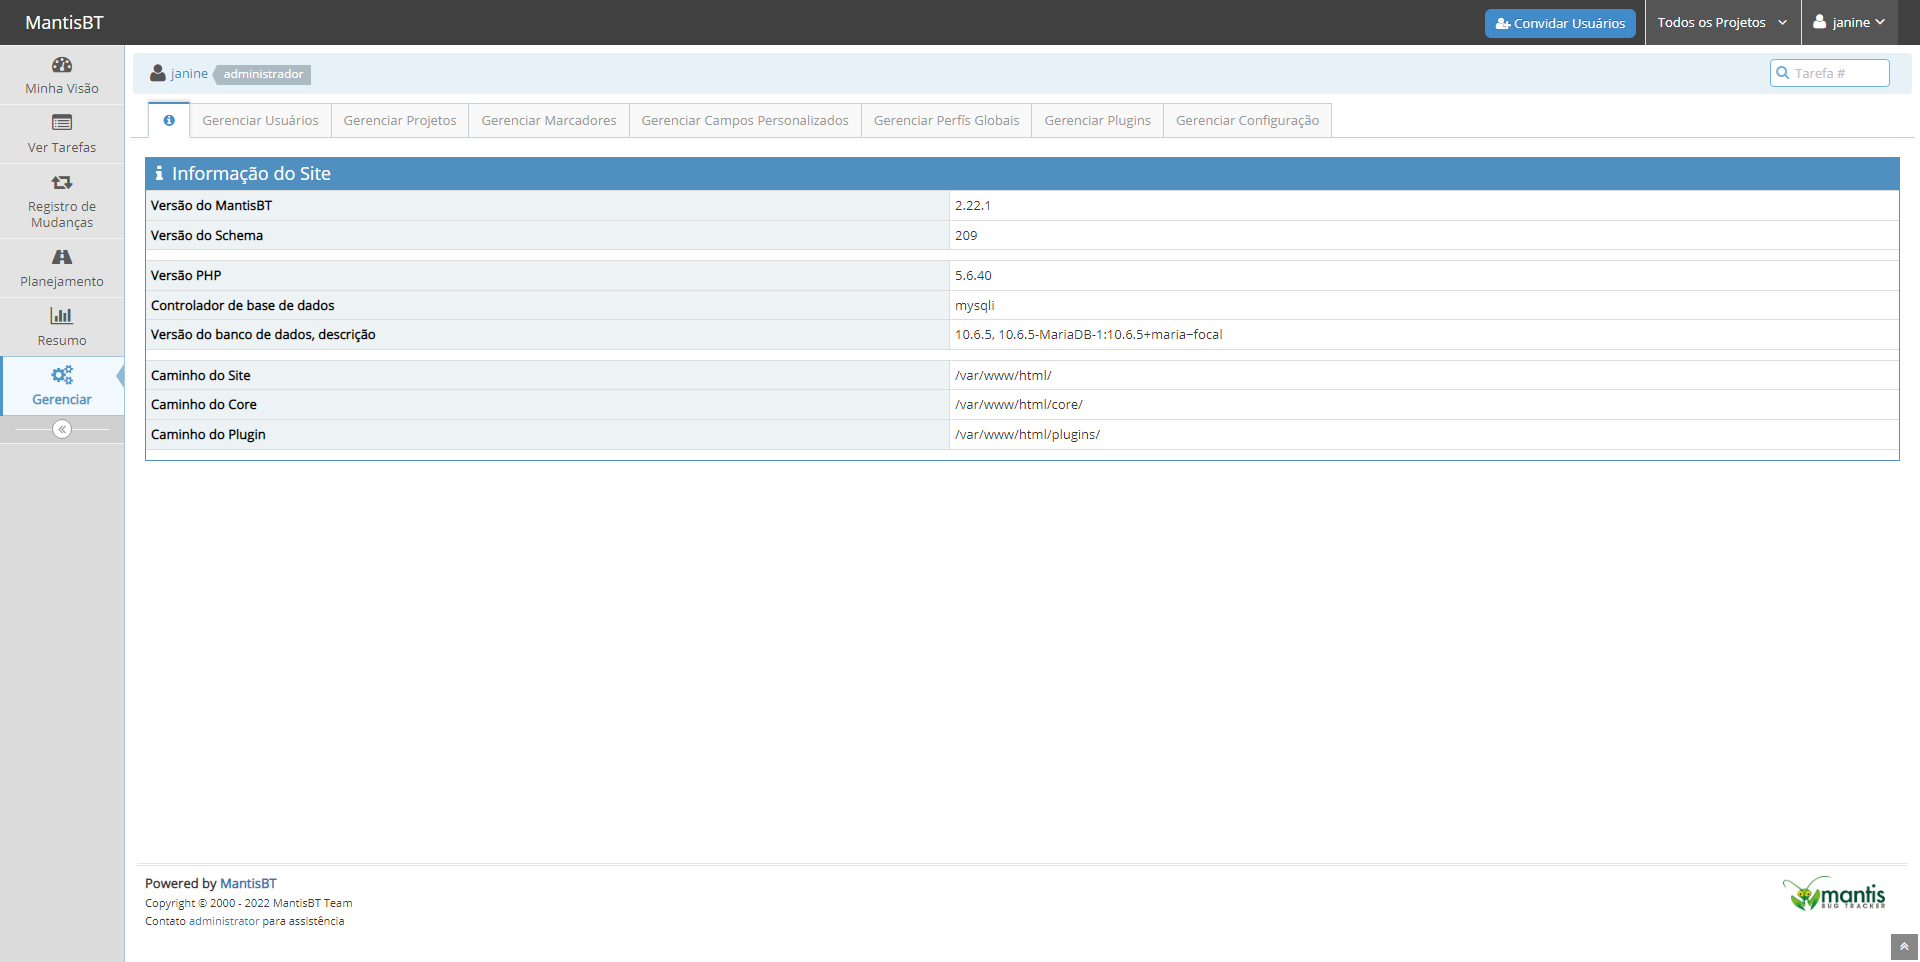 MantisBT
Convidar Usuários
Todos os Projetos
janine
Minha Visão
Ver Tarefas
Registro de
Mudanças
Planejamento
Resumo
Gerenciar
janine
administrador
Tarefa #
Gerenciar Usuários
Gerenciar Projetos
Gerenciar Marcadores
Gerenciar Campos Personalizados
Gerenciar Perfís Globais
Gerenciar Plugins
Gerenciar Configuração
Informação do Site
Versão do MantisBT 2.22.1
Versão do Schema 209
Versão PHP 5.6.40
Controlador de base de dados mysqli
Versão do banco de dados, descrição 10.6.5, 10.6.5-MariaDB-1:10.6.5+maria~focal
Caminho do Site /var/www/html/
Caminho do Core /var/www/html/core/
Caminho do Plugin /var/www/html/plugins/
Powered by MantisBT
Copyright © 2000 - 2022 MantisBT Team
Contato administrator para assistência
mantis
BUG TRACKER